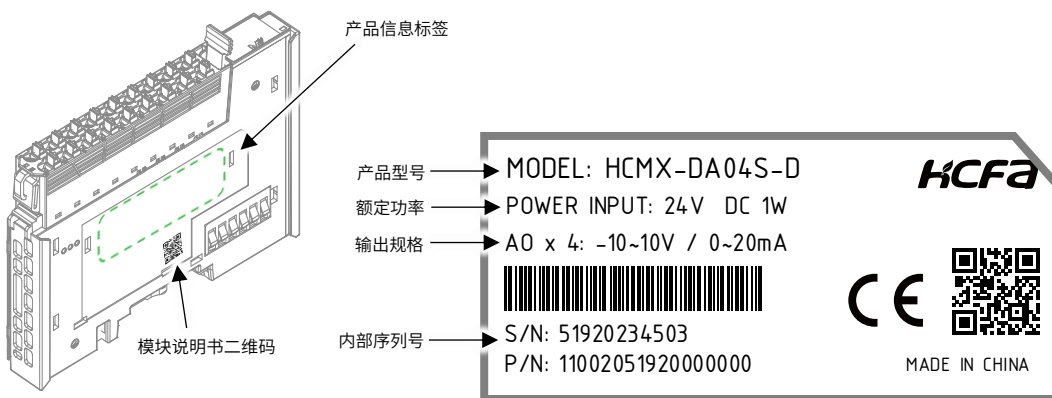 产品信息标签
模块说明书二维码
产品型号
MODEL: HCMX-DA04S-D
HCFA
额定功率
POWER INPUT: 24V DC 1W
输出规格
AO x 4: -10~10V / 0~20mA
CE
内部序列号
S/N: 51920234503
P/N: 11002051920000000
MADE IN CHINA